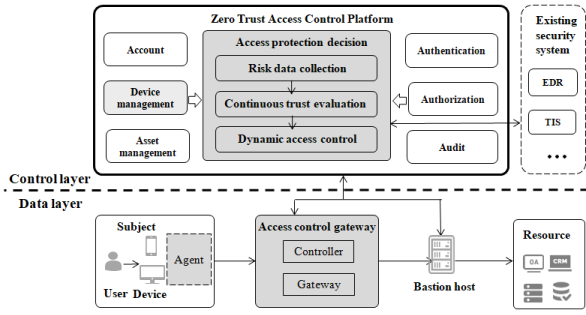 Zero Trust Access Control Platform
Account
Device
management
Asset
management
Access protection decision
Risk data collection
Continuous trust evaluation
Dynamic access control
Authentication
Authorization
Audit
Existing
security
system
EDR
TIS
...
Control layer
Data layer
Subject
User
Device
Agent
Access control gateway
Controller
Gateway
Bastion host
Resource
OA
CRM